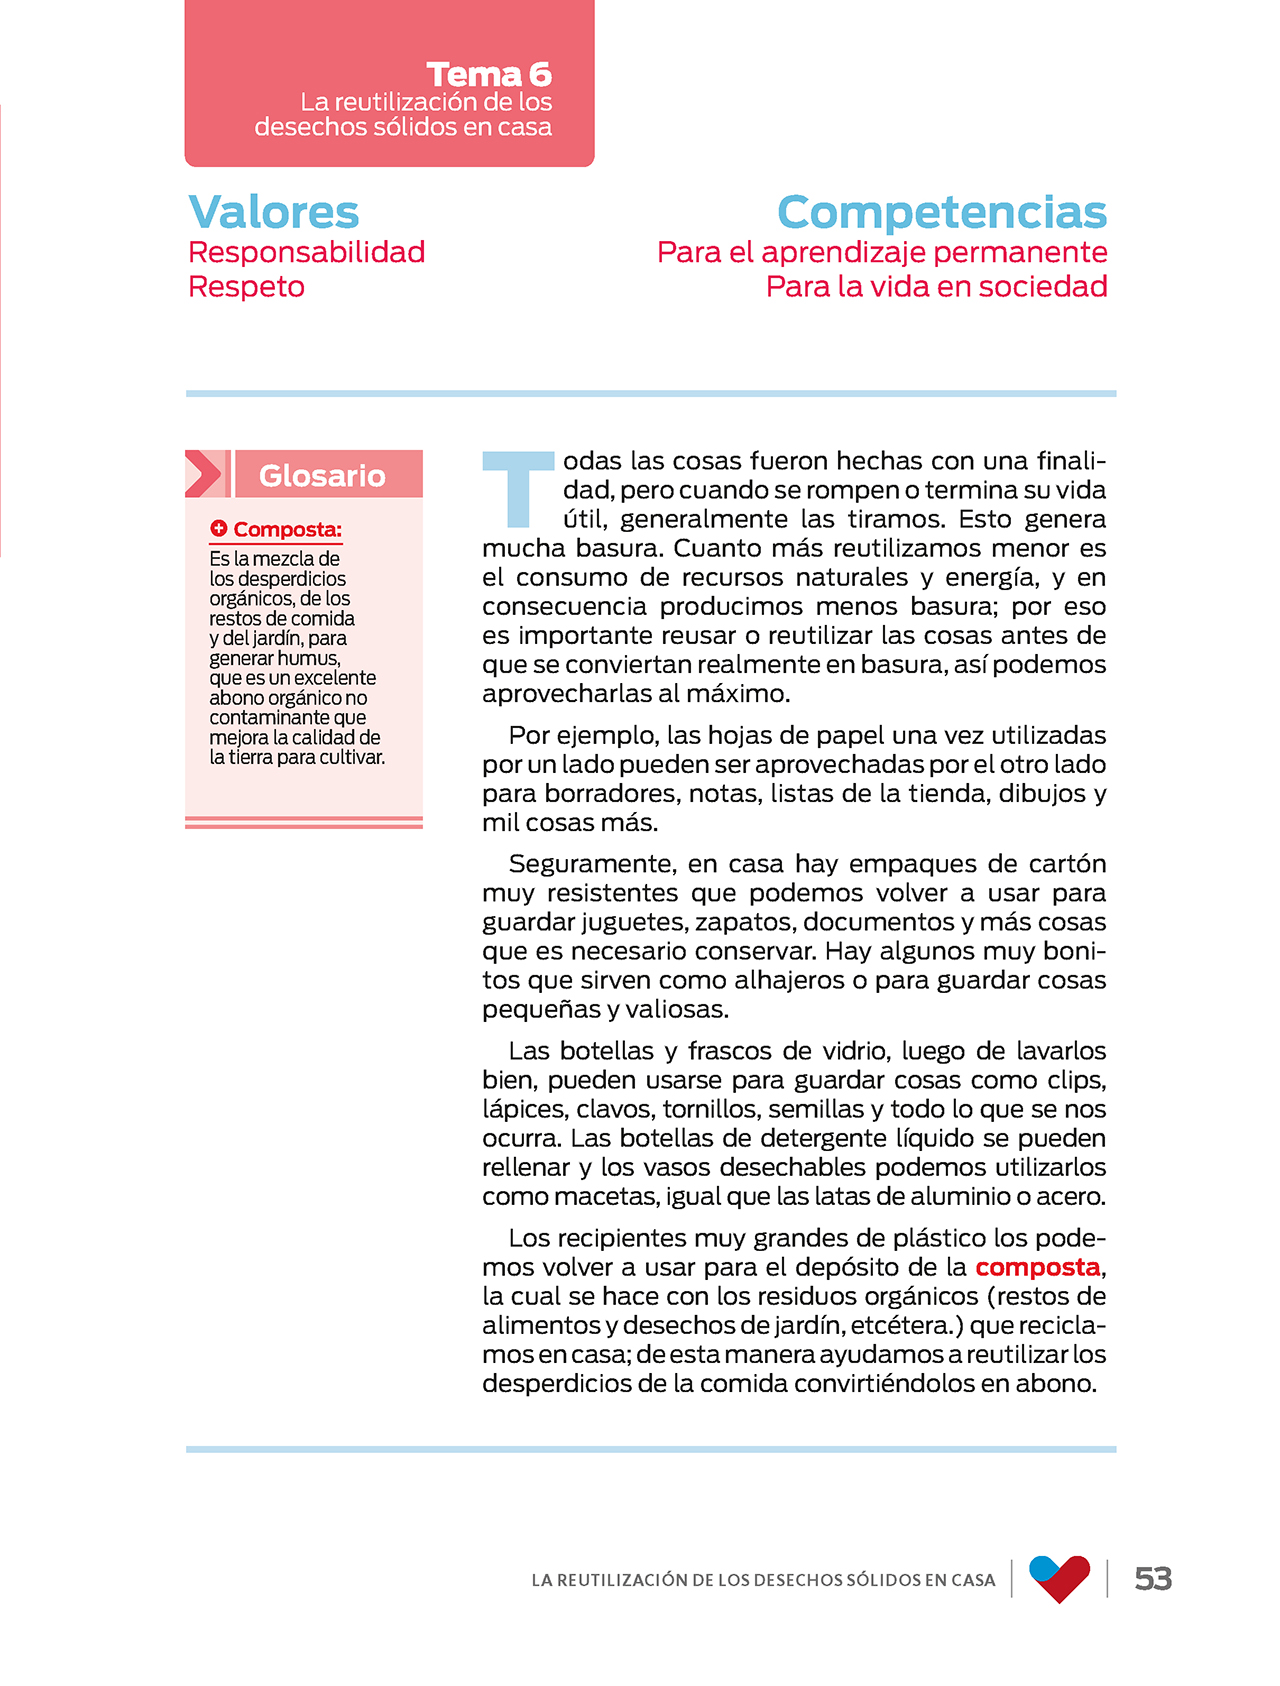 Tema 6
La reutilización de los
desechos sólidos en casa
Valores
Responsabilidad
Respeto
Competencias
Para el aprendizaje permanente
Para la vida en sociedad
Glosario
Composta:
Es la mezcla de
los desperdicios
orgánicos, de los
restos de comida
y del jardín, para
generar humus,
que es un excelente
abono orgánico no
contaminante que
mejora la calidad de
la tierra para cultivar.
Todas las cosas fueron hechas con una finali-
dad, pero cuando se rompen o termina su vida
útil, generalmente las tiramos. Esto genera
mucha basura. Cuanto más reutilizamos menor es
el consumo de recursos naturales y energía, y en
consecuencia producimos menos basura; por eso
es importante reusar o reutilizar las cosas antes de
que se conviertan realmente en basura, así podemos
aprovecharlas al máximo.
Por ejemplo, las hojas de papel una vez utilizadas
por un lado pueden ser aprovechadas por el otro lado
para borradores, notas, listas de la tienda, dibujos y
mil cosas más.
Seguramente, en casa hay empaques de cartón
muy resistentes que podemos volver a usar para
guardar juguetes, zapatos, documentos y más cosas
que es necesario conservar. Hay algunos muy boni-
tos que sirven como alhajeros o para guardar cosas
pequeñas y valiosas.
Las botellas y frascos de vidrio, luego de lavarlos
bien, pueden usarse para guardar cosas como clips,
lápices, clavos, tornillos, semillas y todo lo que se nos
ocurra. Las botellas de detergente líquido se pueden
rellenar y los vasos desechables podemos utilizarlos
como macetas, igual que las latas de aluminio o acero.
Los recipientes muy grandes de plástico los pode-
mos volver a usar para el depósito de la composta,
la cual se hace con los residuos orgánicos (restos de
alimentos y desechos de jardín, etcétera.) que recicla-
mos en casa; de esta manera ayudamos a reutilizar los
desperdicios de la comida convirtiéndolos en abono.
LA REUTILIZACIÓN DE LOS DESECHOS SÓLIDOS EN CASA
53